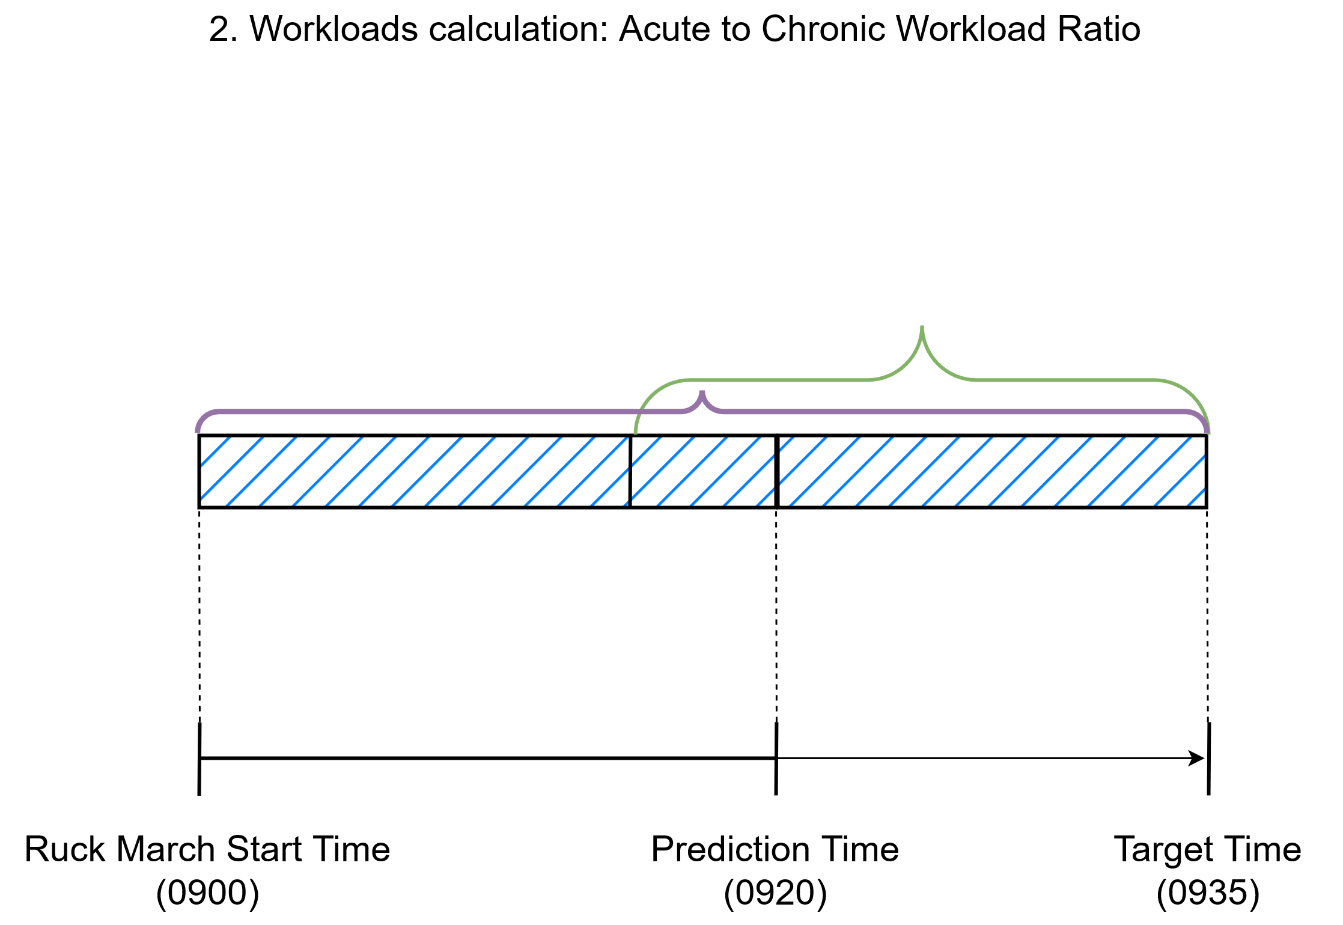 2. Workloads calculation: Acute to Chronic Workload Ratio
Ruck March Start Time
(0900)
Prediction Time
(0920)
Target Time
(0935)